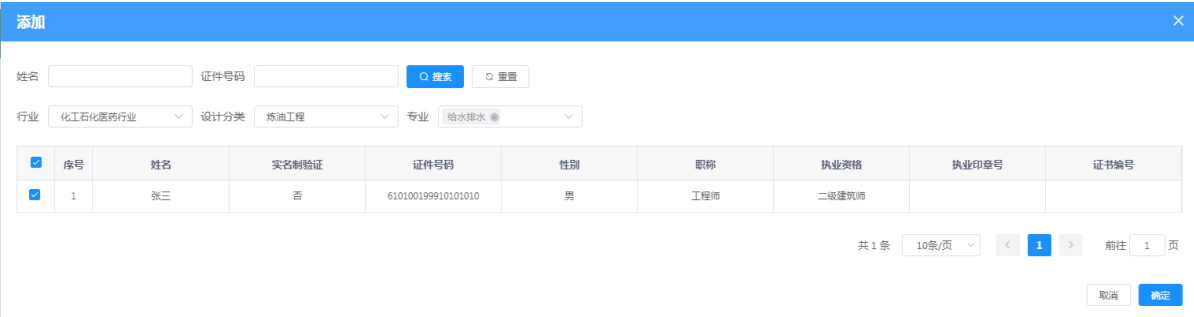 添加
姓名 证件号码 搜索 重置
行业 化工石化医药行业 设计分类 炼油工程 专业 给水排水
序号 姓名 实名制验证 证件号码 性别 职称 执业资格 执业印章号 证书编号
1 张三 否 610100199910101010 男 工程师 二级建筑师
共 1 条 10条/页 1 前往 1 页
取消 确定